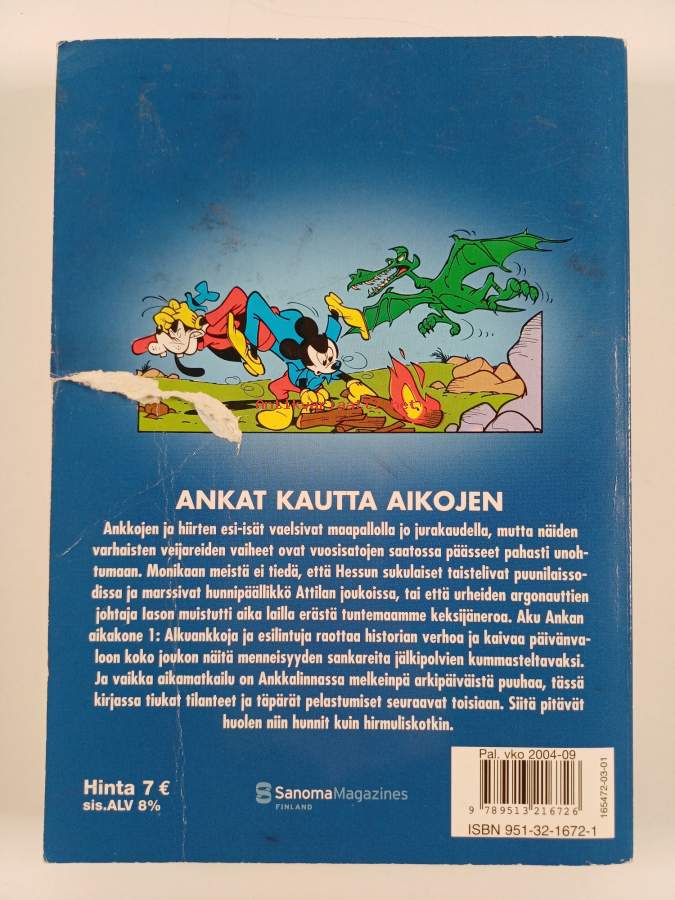 ANKAT KAUTTA AIKOJEN
Ankkojen ja hiirten esi-isät vaelsivat maapallolla jo jurakaudella, mutta näiden
varhaisten veijareiden vaiheet ovat vuosisatojen saatossa päässeet pahasti unoh-
tumaan. Monikaan meistä ei tiedä, että Hessun sukulaiset taistelivat puunilaisso-
dissa ja marssivat hunnipäällikkö Attilan joukoissa, tai että urheiden argonauttien
johtaja Iason muistutti aika lailla erästä tuntemaamme keksijäneroa. Aku Ankan
aikakone 1: Alkuankkoja ja esilintuja raottaa historian verhoa ja kaivaa päivänva-
loon koko joukon näitä menneisyyden sankareita jälkipolvien kummasteltavaksi.
Ja vaikka aikamatkailu on Ankkalinnassa melkeinpä arkipäiväistä puuhaa, tässä
kirjassa tiukat tilanteet ja täpärät pelastumiset seuraavat toisiaan. Siitä pitävät
huolen niin hunnit kuin hirmuliskotkin.
Hinta 7 €
sis.ALV 8%
SanomaMagazines
FINLAND
Pal. vko 2004-09
9 789513 216726
ISBN 951-32-1672-1
165472-03-01